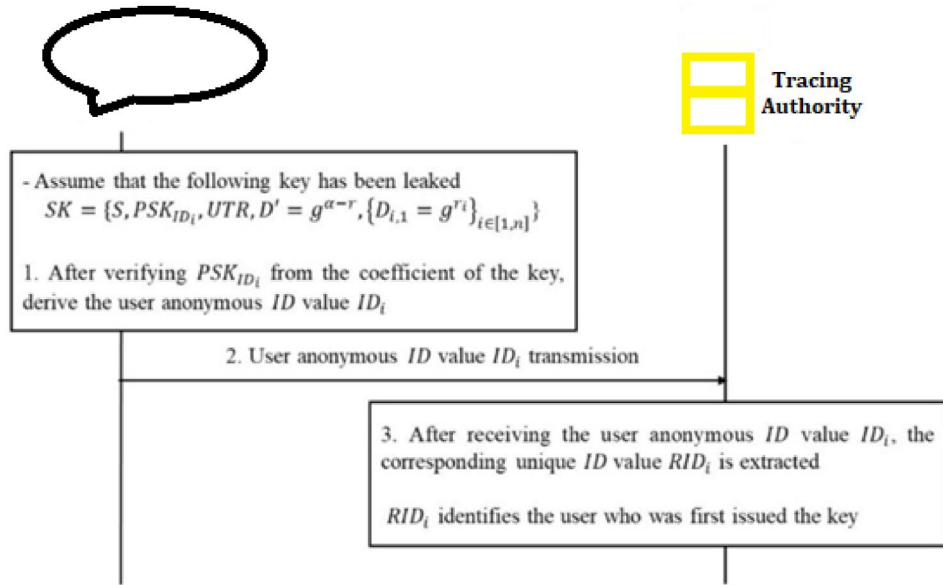 Tracing
Authority
- Assume that the following key has been leaked
SK = {S, PSK_{ID_i}, UTR, D' = g^{α-r}, {D_{i,1} = g^{r_i}}_{i∈[1,n]}}
1. After verifying PSK_{ID_i} from the coefficient of the key,
derive the user anonymous ID value ID_i
2. User anonymous ID value ID_i transmission
3. After receiving the user anonymous ID value ID_i, the
corresponding unique ID value RID_i is extracted
RID_i identifies the user who was first issued the key